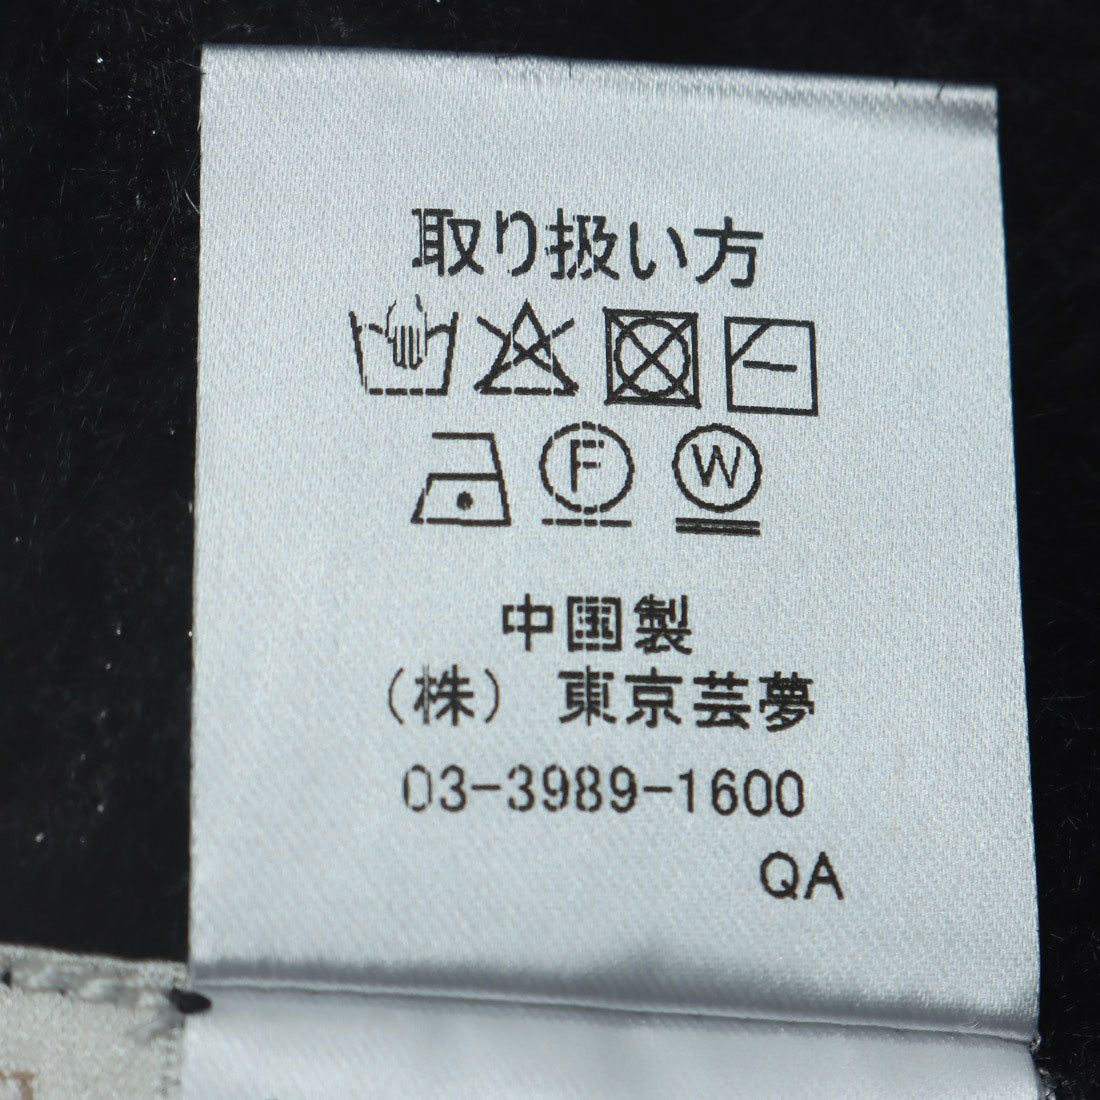 取り扱い方
F W
中国製
（株） 東京芸夢
03-3989-1600
QA